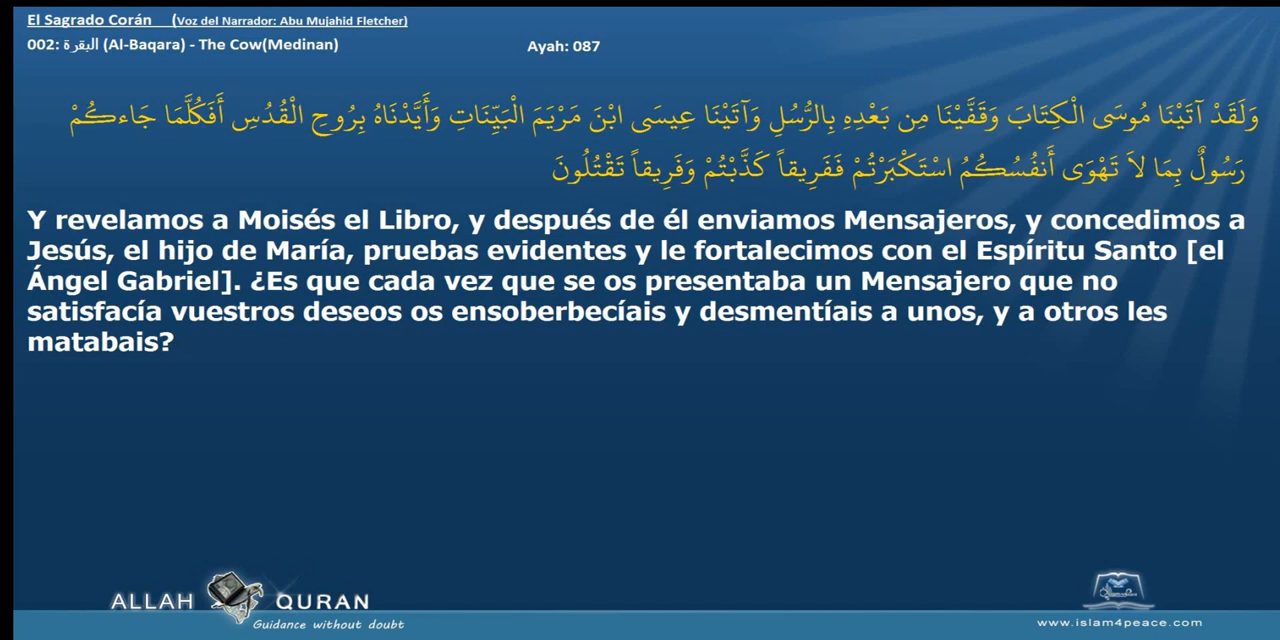 El Sagrado Corán (Voz del Narrador: Abu Mujahid Fletcher)
002: البقرة (Al-Baqara) - The Cow(Medinan) Ayah: 087
وَلَقَدْ آتَيْنَا مُوسَى الْكِتَابَ وَقَفَّيْنَا مِن بَعْدِهِ بِالرُّسُلِ وَآتَيْنَا عِيسَى ابْنَ مَرْيَمَ الْبَيِّنَاتِ وَأَيَّدْنَاهُ بِرُوحِ الْقُدُسِ أَفَكُلَّمَا جَاءكُمْ
رَسُولٌ بِمَا لاَ تَهْوَى أَنفُسُكُمُ اسْتَكْبَرْتُمْ فَفَرِيقاً كَذَّبْتُمْ وَفَرِيقاً تَقْتُلُونَ
Y revelamos a Moisés el Libro, y después de él enviamos Mensajeros, y concedimos a
Jesús, el hijo de María, pruebas evidentes y le fortalecimos con el Espíritu Santo [el
Ángel Gabriel]. ¿Es que cada vez que se os presentaba un Mensajero que no
satisfacía vuestros deseos os ensoberbecíais y desmentíais a unos, y a otros les
matabais?
ALLAH QURAN
Guidance without doubt
www.islam4peace.com